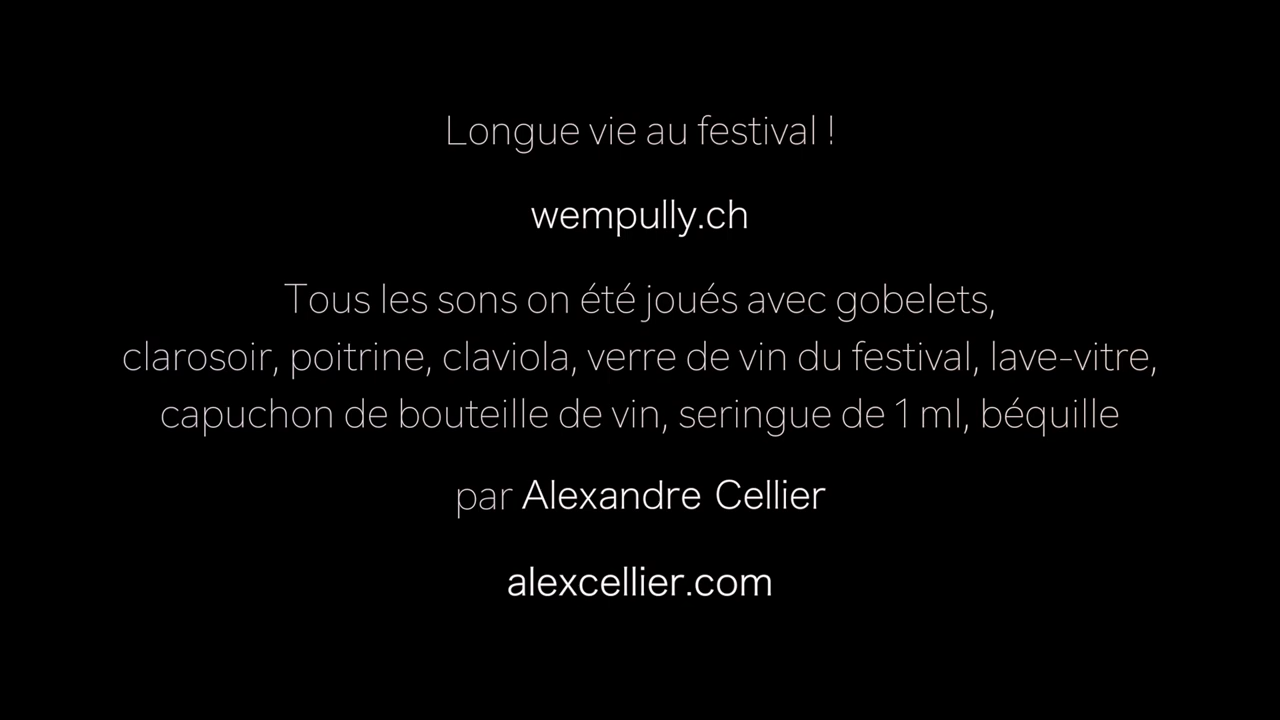 Longue vie au festival !
wempully.ch
Tous les sons on été joués avec gobelets,
clarosoir, poitrine, claviola, verre de vin du festival, lave-vitre,
capuchon de bouteille de vin, seringue de 1 ml, béquille
par Alexandre Cellier
alexcellier.com